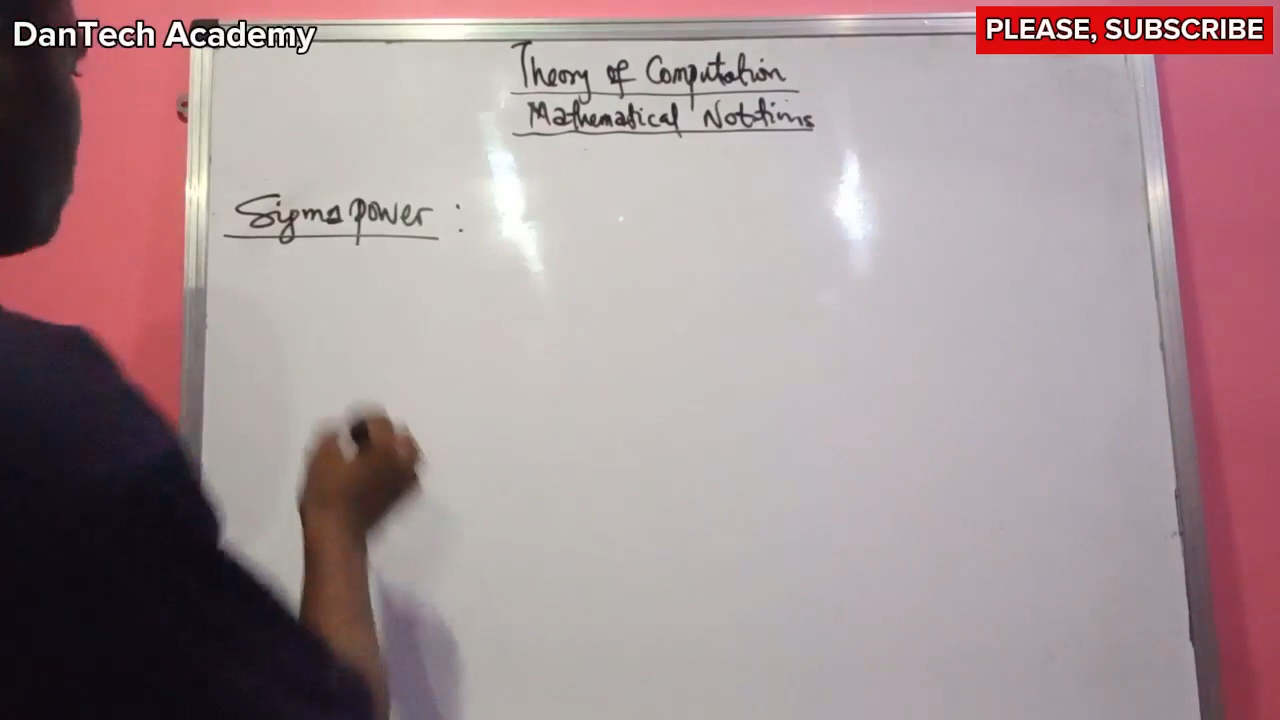 DanTech Academy
PLEASE, SUBSCRIBE
Theory of Computation
Mathematical Notations
Sigma power :